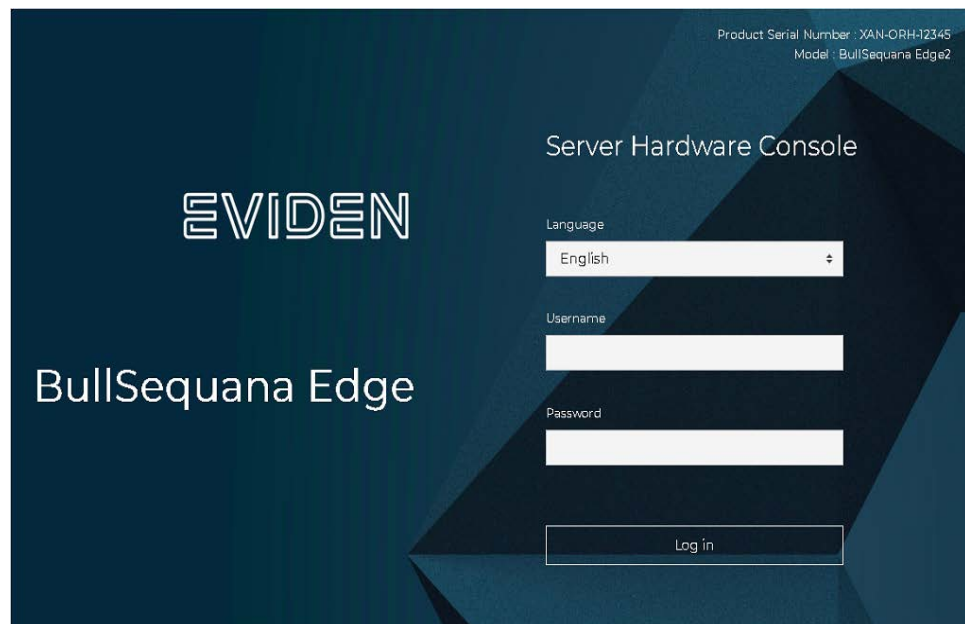 Product Serial Number : XAN-ORH-12345
Model : BullSequana Edge2
EVIDEN
BullSequana Edge
Server Hardware Console
Language
English
Username
Password
Log in